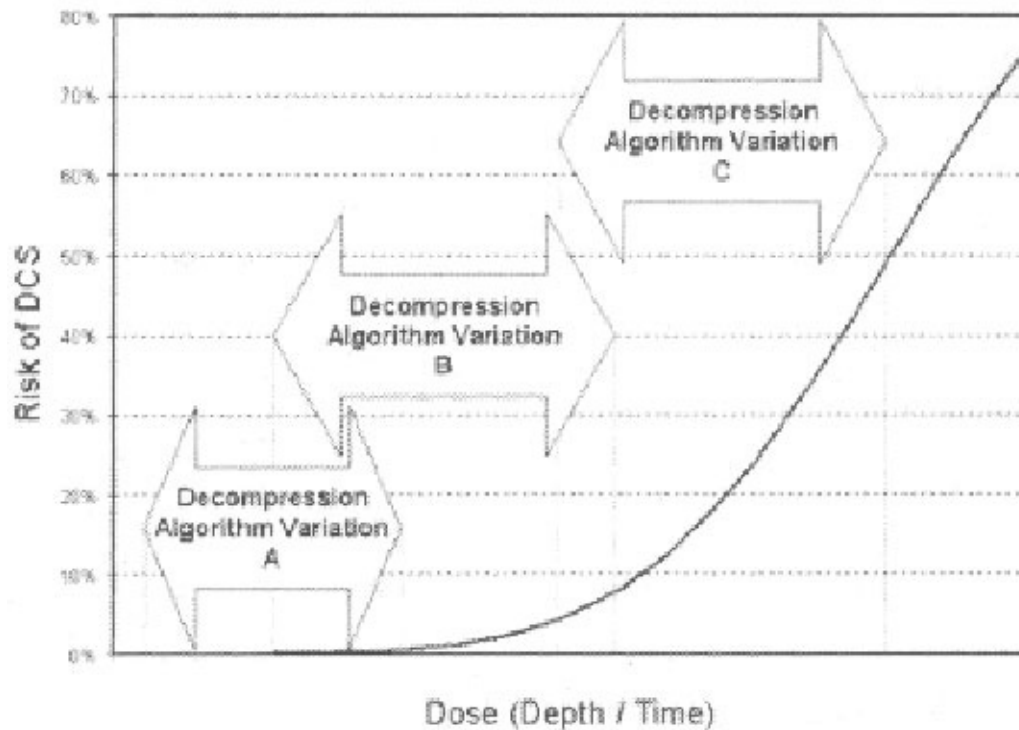 80%
70%
60%
50%
40%
30%
20%
10%
0%
Risk of DCS
Decompression
Algorithm Variation
C
Decompression
Algorithm Variation
B
Decompression
Algorithm Variation
A
Dose (Depth / Time)